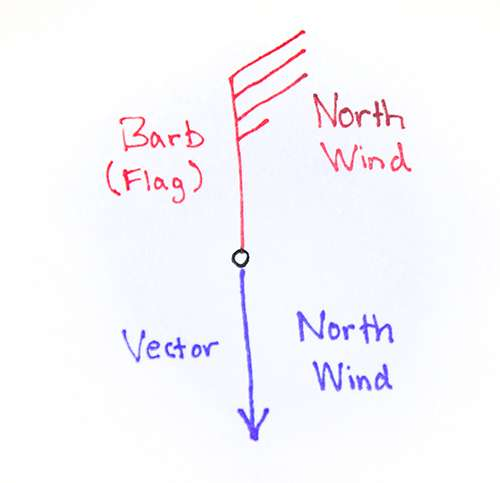 Barb
(Flag)
North
Wind
Vector
North
Wind